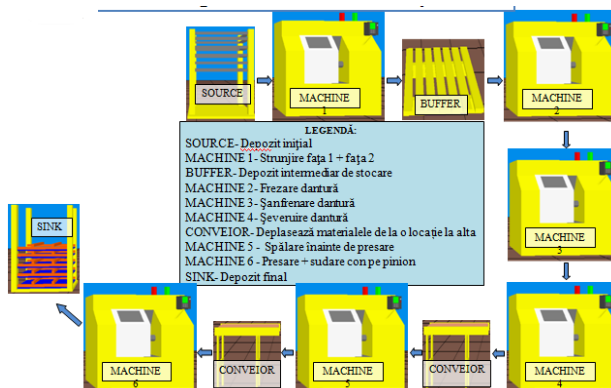 SOURCE
MACHINE
1
BUFFER
MACHINE
2
LEGENDĂ:
SOURCE- Depozit inițial
MACHINE 1- Strunjire fața 1 + fața 2
BUFFER- Depozit intermediar de stocare
MACHINE 2- Frezare dantură
MACHINE 3- Șanfrenare dantură
MACHINE 4- Șeveruire dantură
CONVEIOR- Deplasează materialele de la o locație la alta
MACHINE 5 - Spălare înainte de presare
MACHINE 6- Presare + sudare con pe pinion
SINK- Depozit final
SINK
MACHINE
3
MACHINE
6
CONVEIOR
MACHINE
5
CONVEIOR
MACHINE
4